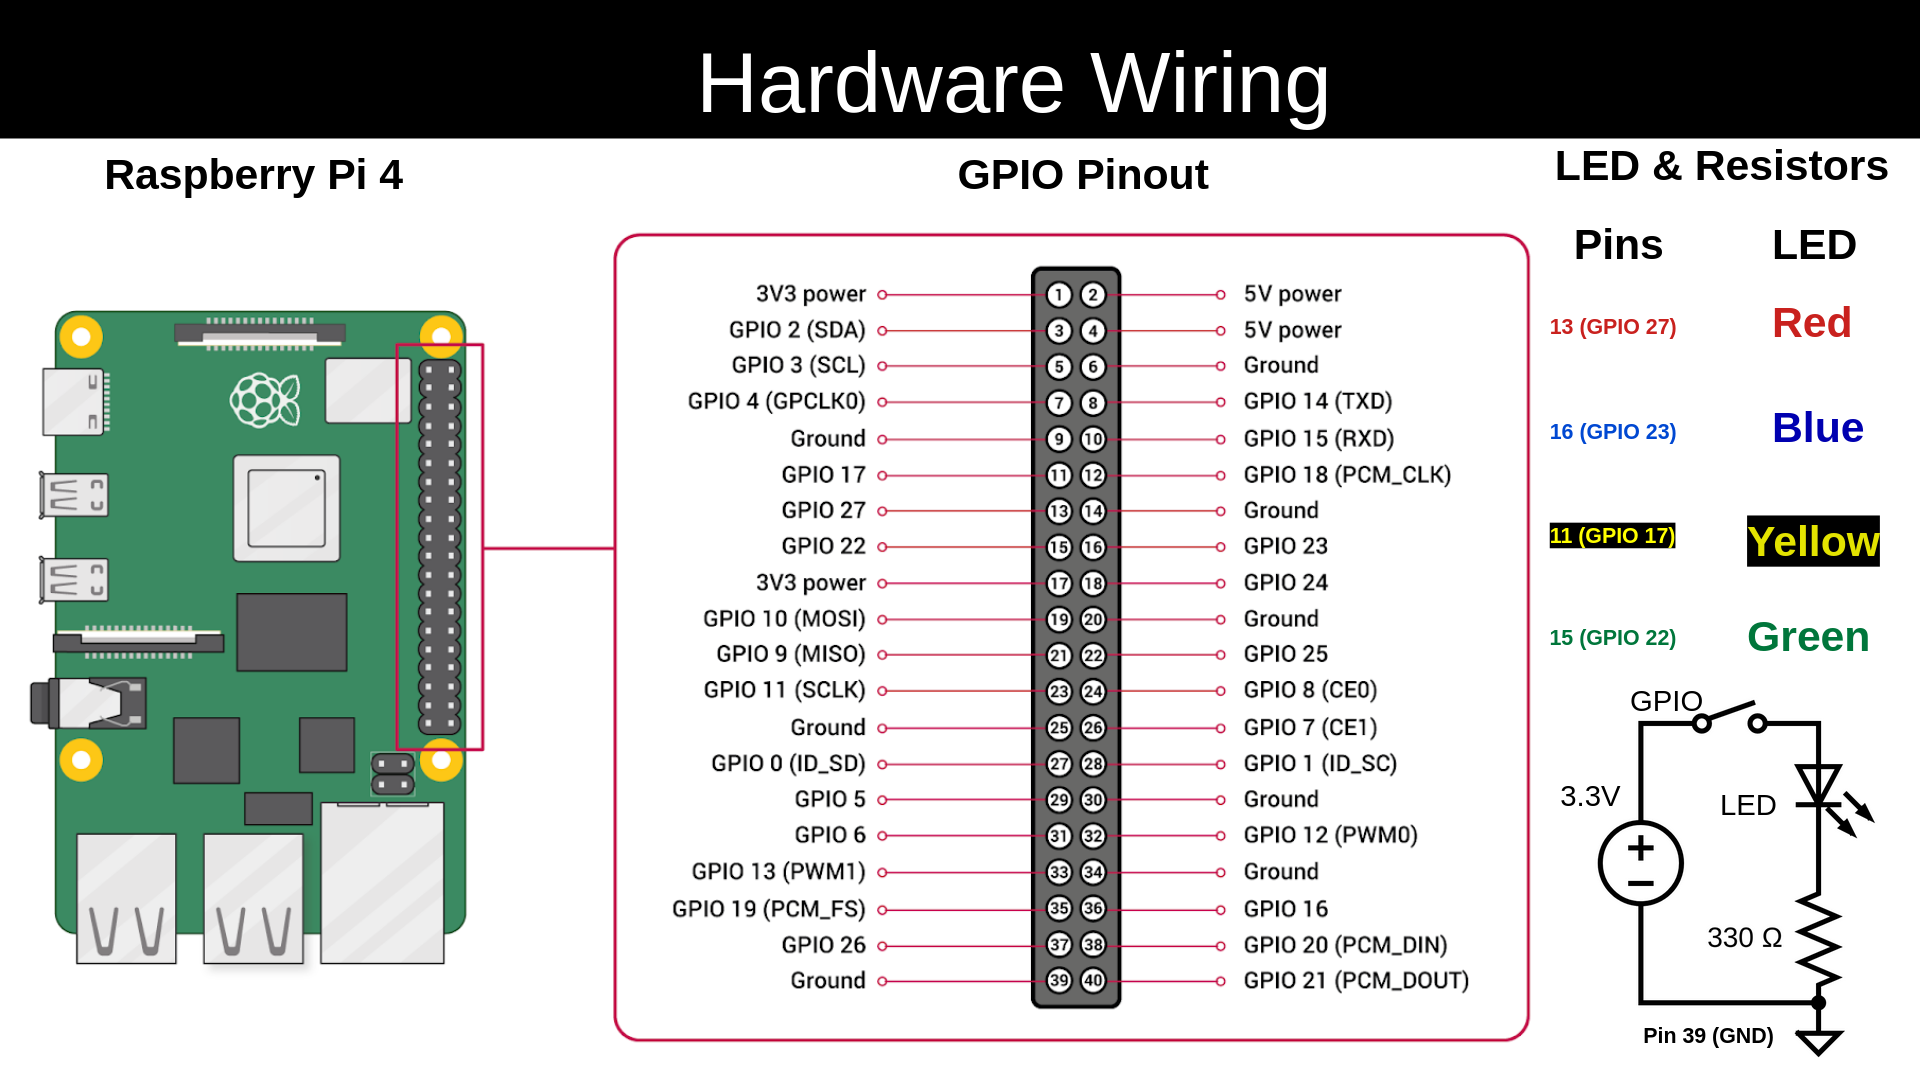 Hardware Wiring
Raspberry Pi 4
GPIO Pinout
LED & Resistors
3V3 power 1 2 5V power
GPIO 2 (SDA) 3 4 5V power
GPIO 3 (SCL) 5 6 Ground
GPIO 4 (GPCLK0) 7 8 GPIO 14 (TXD)
Ground 9 10 GPIO 15 (RXD)
GPIO 17 11 12 GPIO 18 (PCM_CLK)
GPIO 27 13 14 Ground
GPIO 22 15 16 GPIO 23
3V3 power 17 18 GPIO 24
GPIO 10 (MOSI) 19 20 Ground
GPIO 9 (MISO) 21 22 GPIO 25
GPIO 11 (SCLK) 23 24 GPIO 8 (CE0)
Ground 25 26 GPIO 7 (CE1)
GPIO 0 (ID_SD) 27 28 GPIO 1 (ID_SC)
GPIO 5 29 30 Ground
GPIO 6 31 32 GPIO 12 (PWM0)
GPIO 13 (PWM1) 33 34 Ground
GPIO 19 (PCM_FS) 35 36 GPIO 16
GPIO 26 37 38 GPIO 20 (PCM_DIN)
Ground 39 40 GPIO 21 (PCM_DOUT)
Pins LED
13 (GPIO 27) Red
16 (GPIO 23) Blue
11 (GPIO 17) Yellow
15 (GPIO 22) Green
GPIO
3.3V
LED
+
−
330 Ω
Pin 39 (GND)